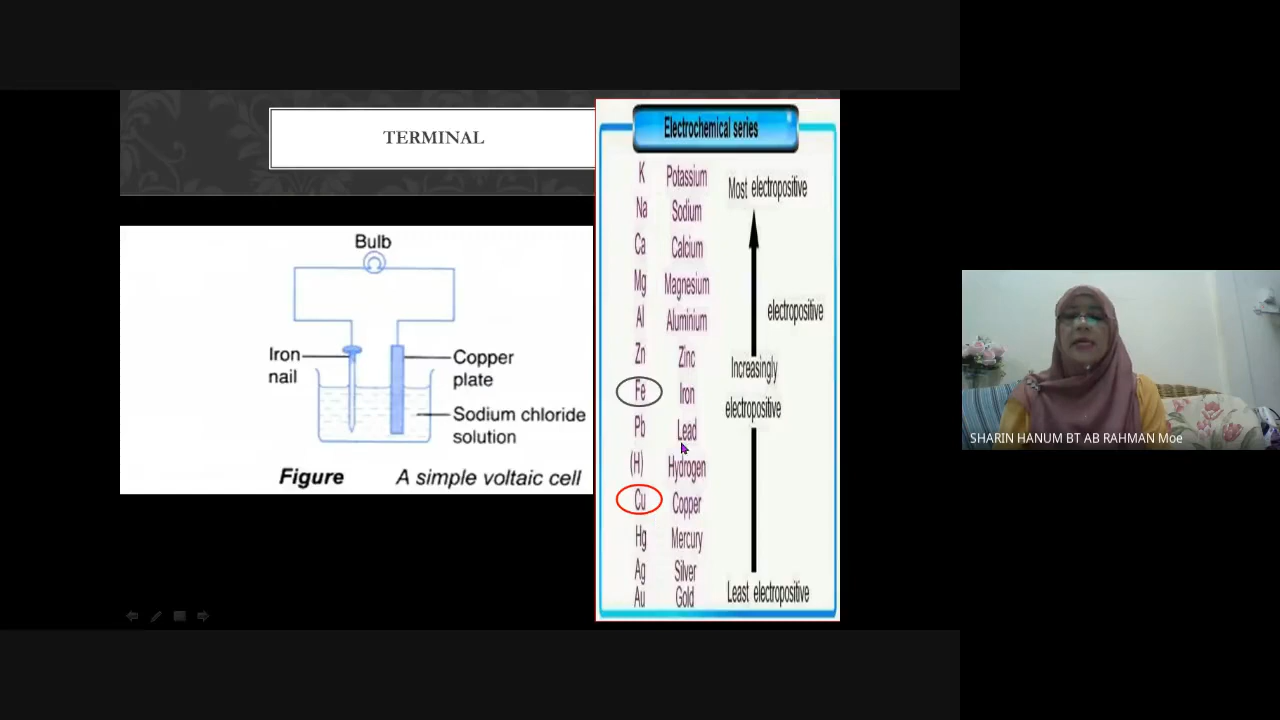 TERMINAL
Bulb
Iron
nail
Copper
plate
Sodium chloride
solution
Figure A simple voltaic cell
Electrochemical series
K Potassium
Na Sodium
Ca Calcium
Mg Magnesium
Al Aluminium
Zn Zinc
Fe Iron
Pb Lead
(H) Hydrogen
Cu Copper
Hg Mercury
Ag Silver
Au Gold
Most electropositive
electropositive
Increasingly
electropositive
Least electropositive
SHARIN HANUM BT AB RAHMAN Moe